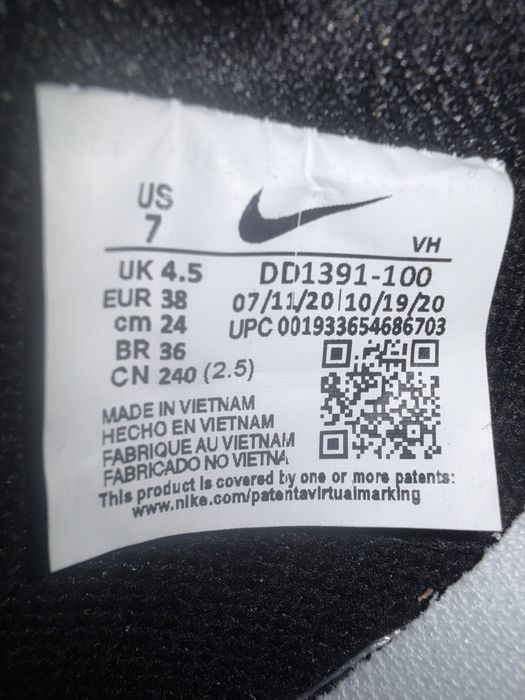 US
7
VH
UK 4.5
DD1391-100
EUR 38
07/11/20|10/19/20
cm 24
UPC 001933654686703
BR 36
CN 240 (2.5)
MADE IN VIETNAM
HECHO EN VIETNAM
FABRIQUE AU VIETNAM
FABRICADO NO VIETNA
This product is covered by one or more patents:
www.nike.com/patentavirtualmarking